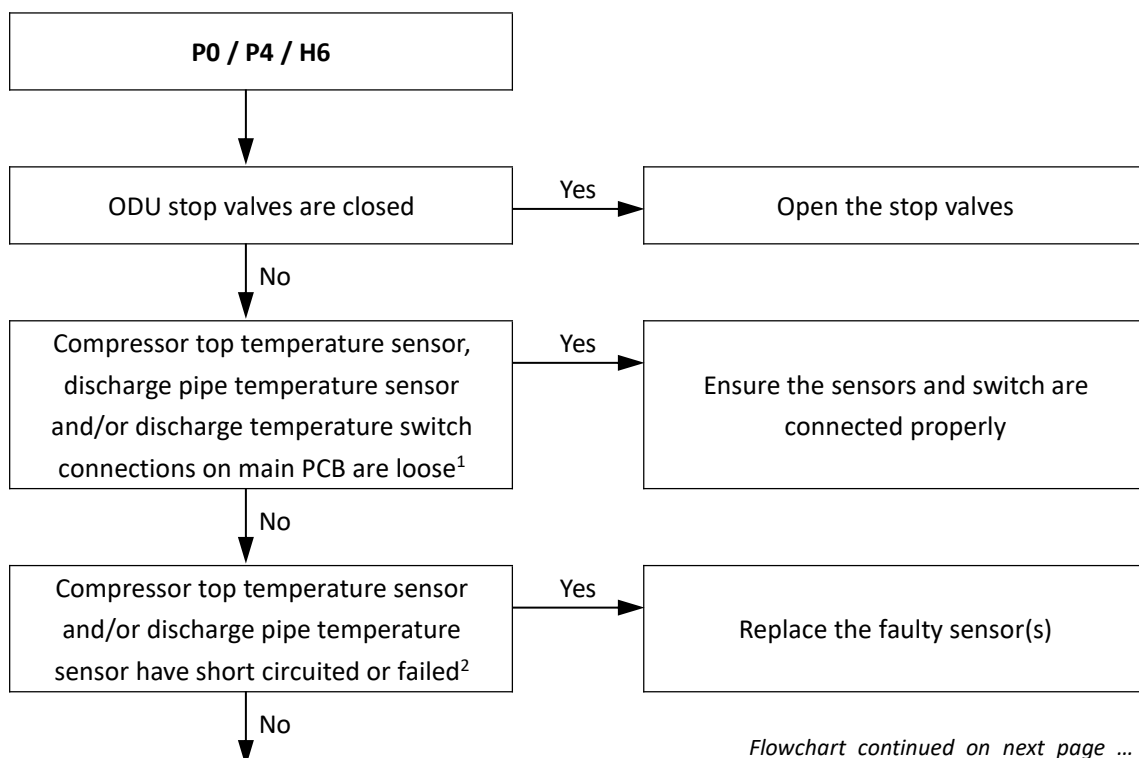 P0 / P4 / H6
ODU stop valves are closed
Yes
Open the stop valves
No
Compressor top temperature sensor,
discharge pipe temperature sensor
and/or discharge temperature switch
connections on main PCB are loose¹
Yes
Ensure the sensors and switch are
connected properly
No
Compressor top temperature sensor
and/or discharge pipe temperature
sensor have short circuited or failed²
Yes
Replace the faulty sensor(s)
No
Flowchart continued on next page ...